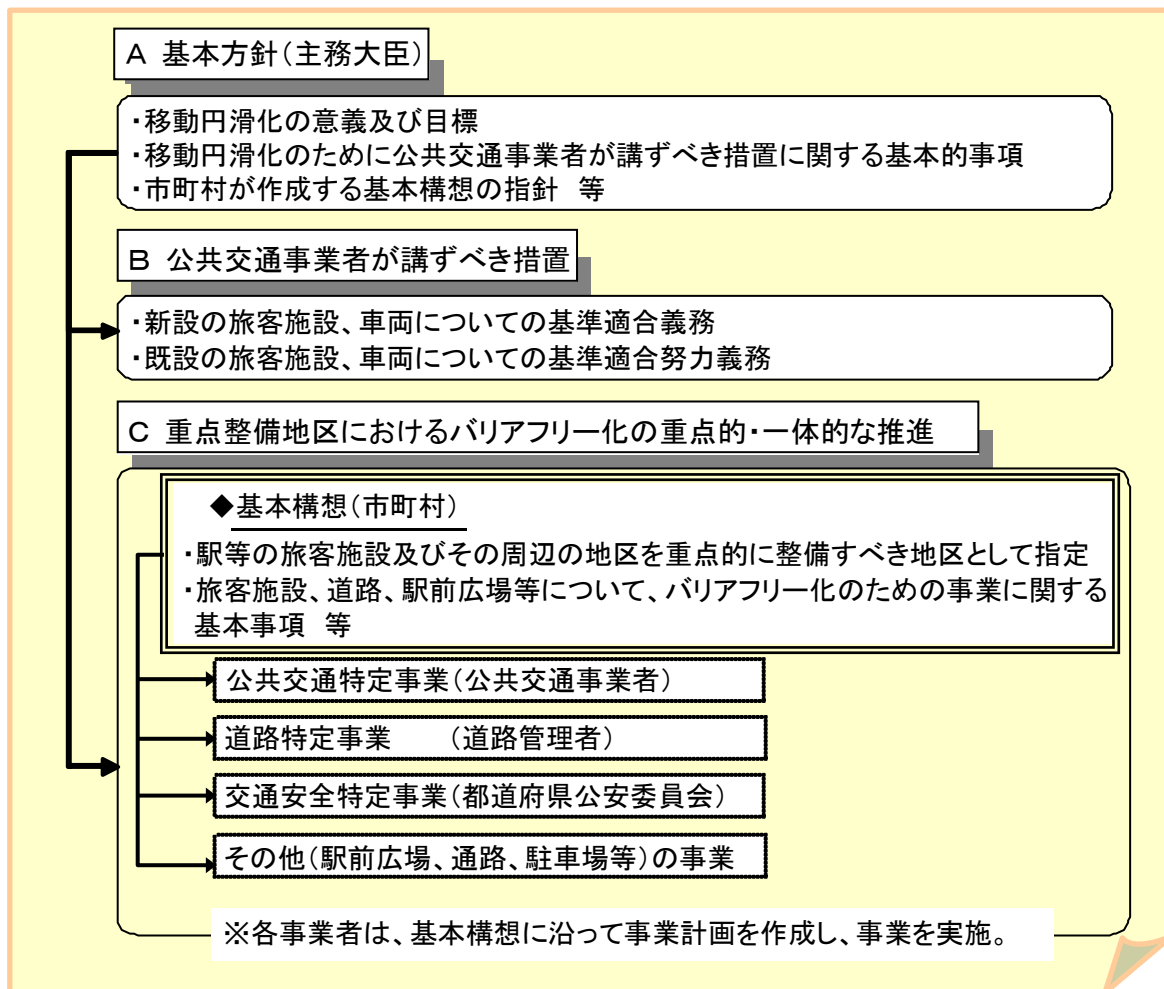 A 基本方針(主務大臣)
・移動円滑化の意義及び目標
・移動円滑化のために公共交通事業者が講ずべき措置に関する基本的事項
・市町村が作成する基本構想の指針 等
B 公共交通事業者が講ずべき措置
・新設の旅客施設、車両についての基準適合義務
・既設の旅客施設、車両についての基準適合努力義務
C 重点整備地区におけるバリアフリー化の重点的・一体的な推進
◆基本構想(市町村)
・駅等の旅客施設及びその周辺の地区を重点的に整備すべき地区として指定
・旅客施設、道路、駅前広場等について、バリアフリー化のための事業に関する
基本事項 等
公共交通特定事業(公共交通事業者)
道路特定事業 (道路管理者)
交通安全特定事業(都道府県公安委員会)
その他(駅前広場、通路、駐車場等)の事業
※各事業者は、基本構想に沿って事業計画を作成し、事業を実施。